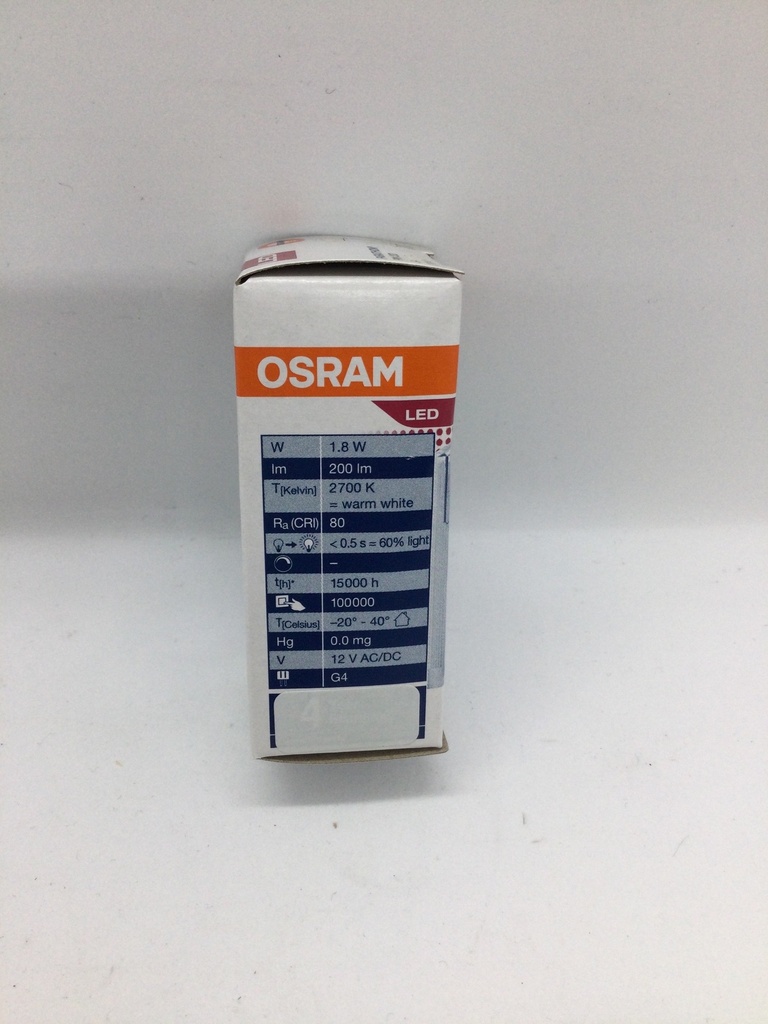 OSRAM
LED
W 1.8 W
lm 200 lm
T[Kelvin] 2700 K
= warm white
Ra (CRI) 80
< 0.5 s = 60% light
–
t[h]* 15000 h
100000
T[Celsius] –20° - 40°
Hg 0.0 mg
V 12 V AC/DC
G4
4